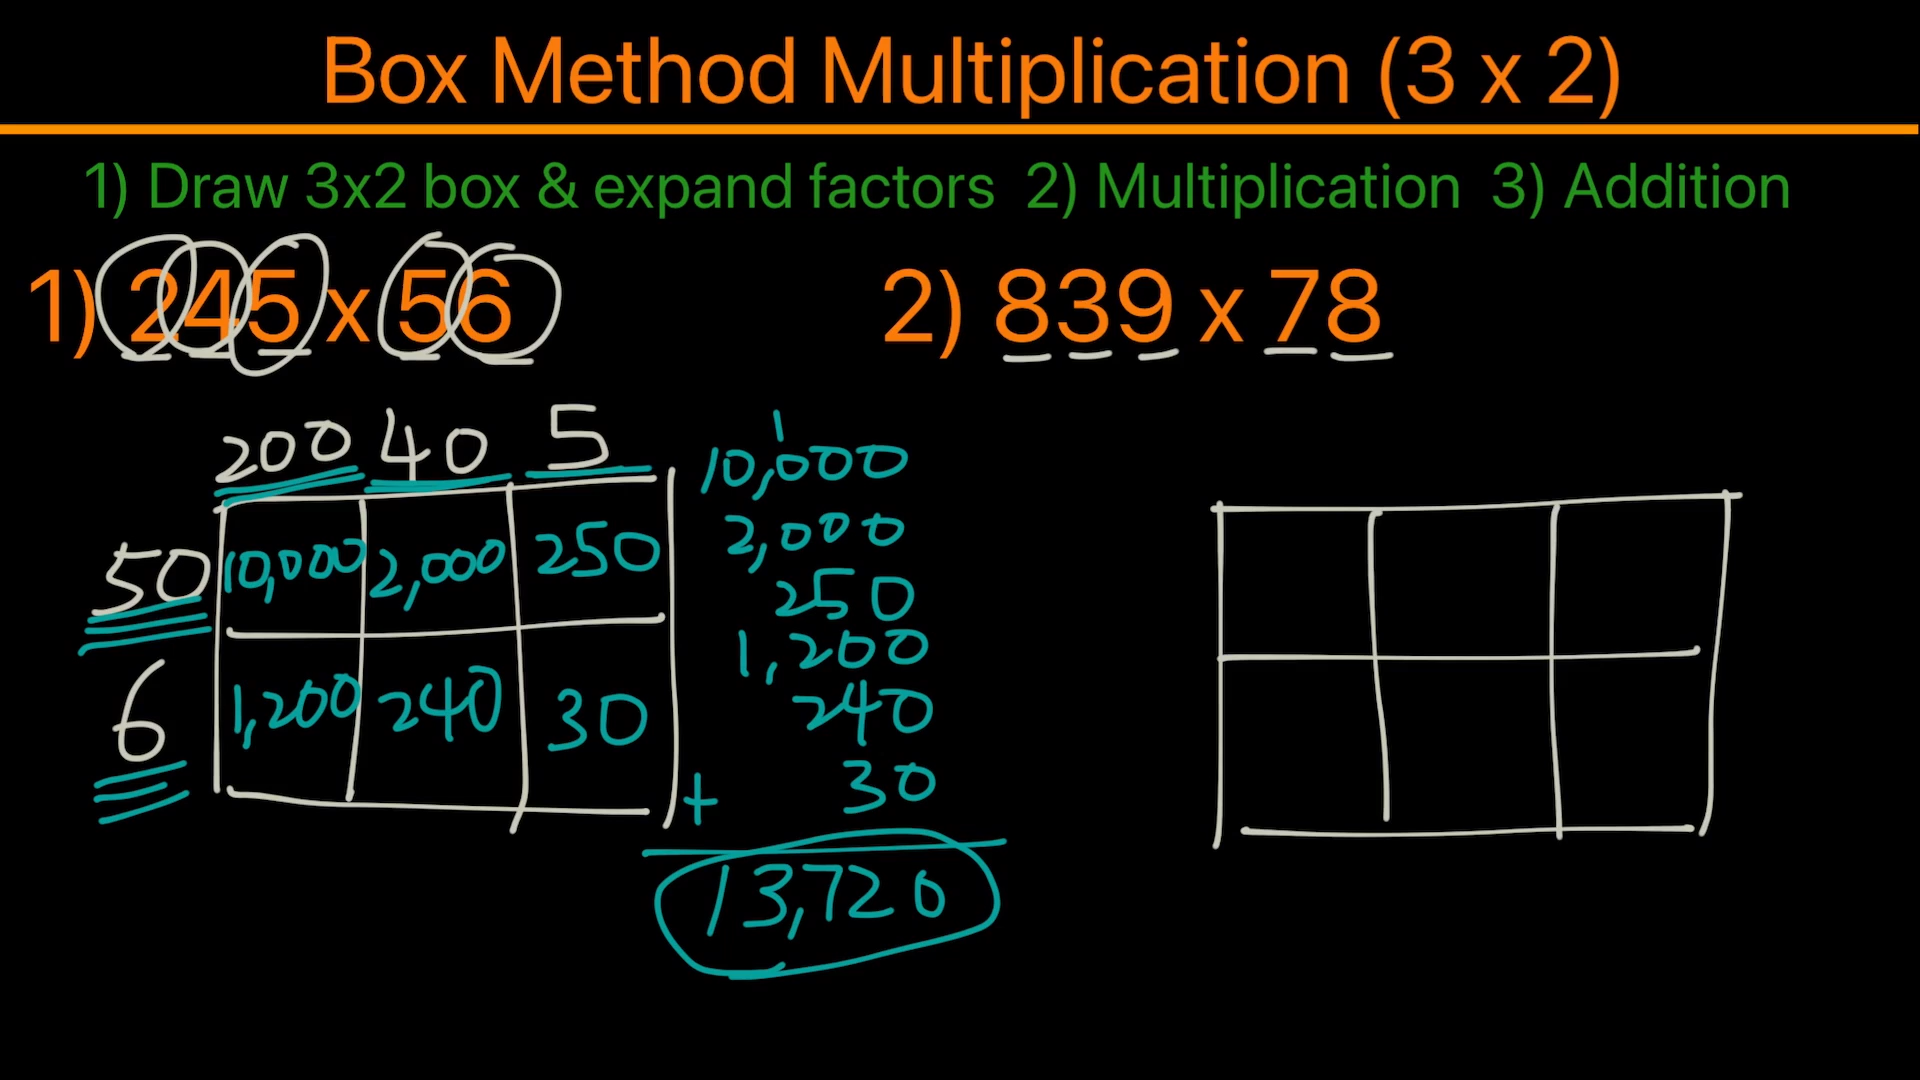 Box Method Multiplication (3 x 2)
1) Draw 3x2 box & expand factors 2) Multiplication 3) Addition
1) 245 x 56
2) 839 x 78
200 40 5
50 10,000 2,000 250
6 1,200 240 30
1
10,000
2,000
250
1,200
240
+ 30
13,720